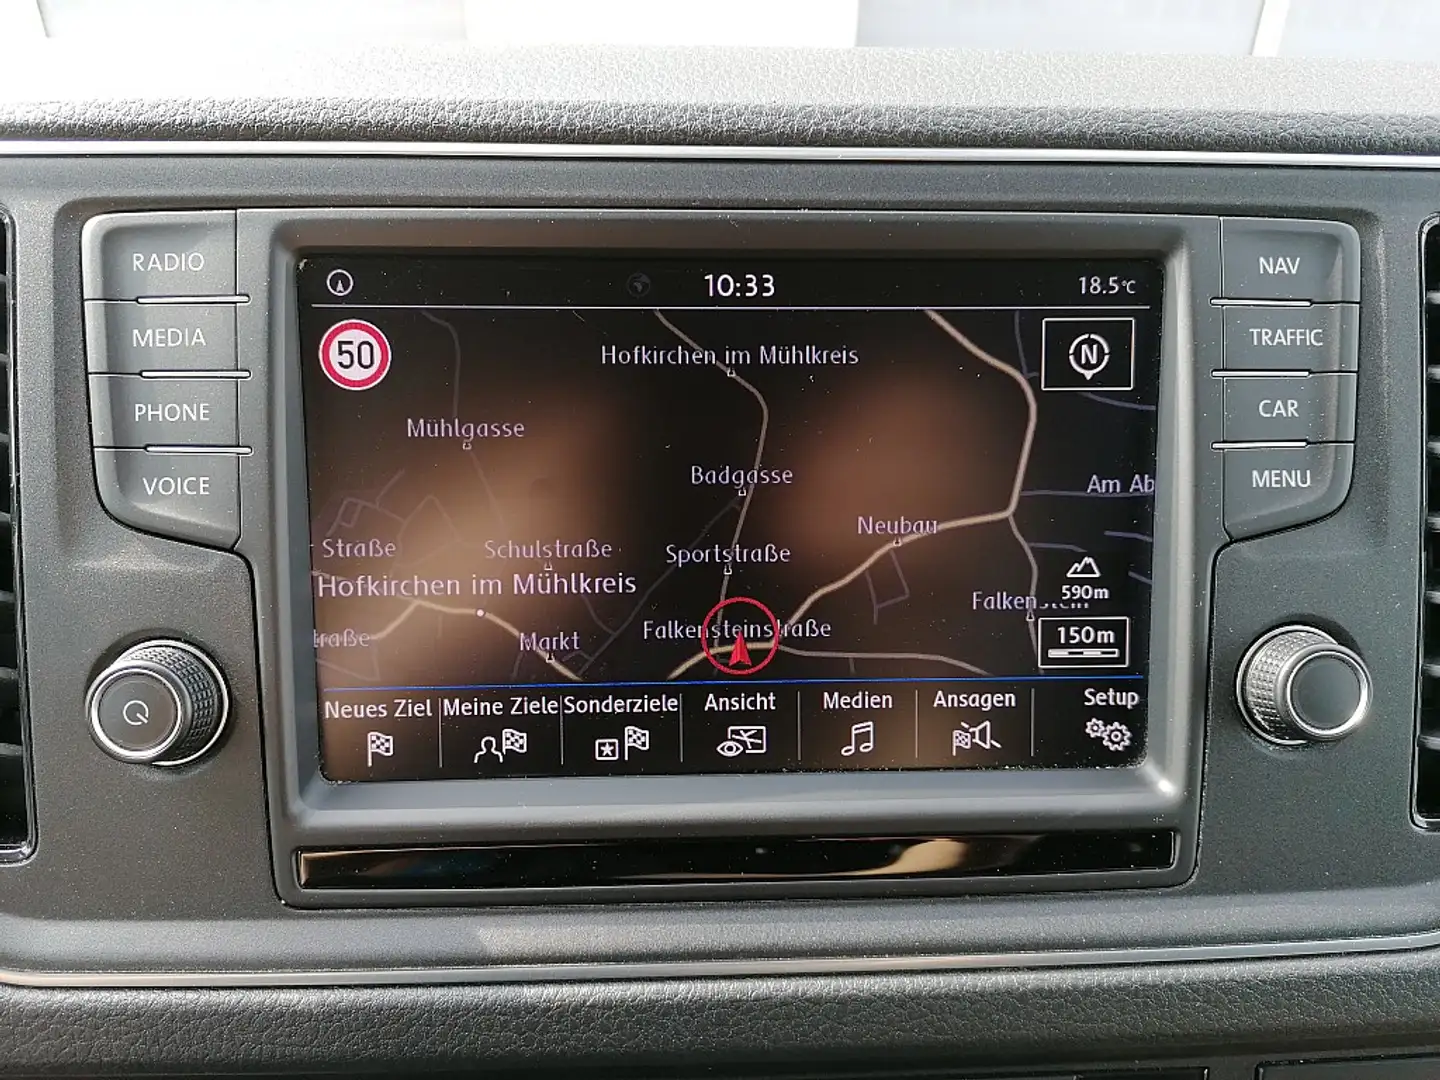 RADIO
MEDIA
PHONE
VOICE
10:33
18.5°C
50
N
Hofkirchen im Mühlkreis
Mühlgasse
Badgasse
Am Ab
Neubau
Straße
Schulstraße
Sportstraße
590m
Hofkirchen im Mühlkreis
Falkenstein
traße
Markt
Falkensteinstraße
150m
Neues Ziel
Meine Ziele
Sonderziele
Ansicht
Medien
Ansagen
Setup
NAV
TRAFFIC
CAR
MENU